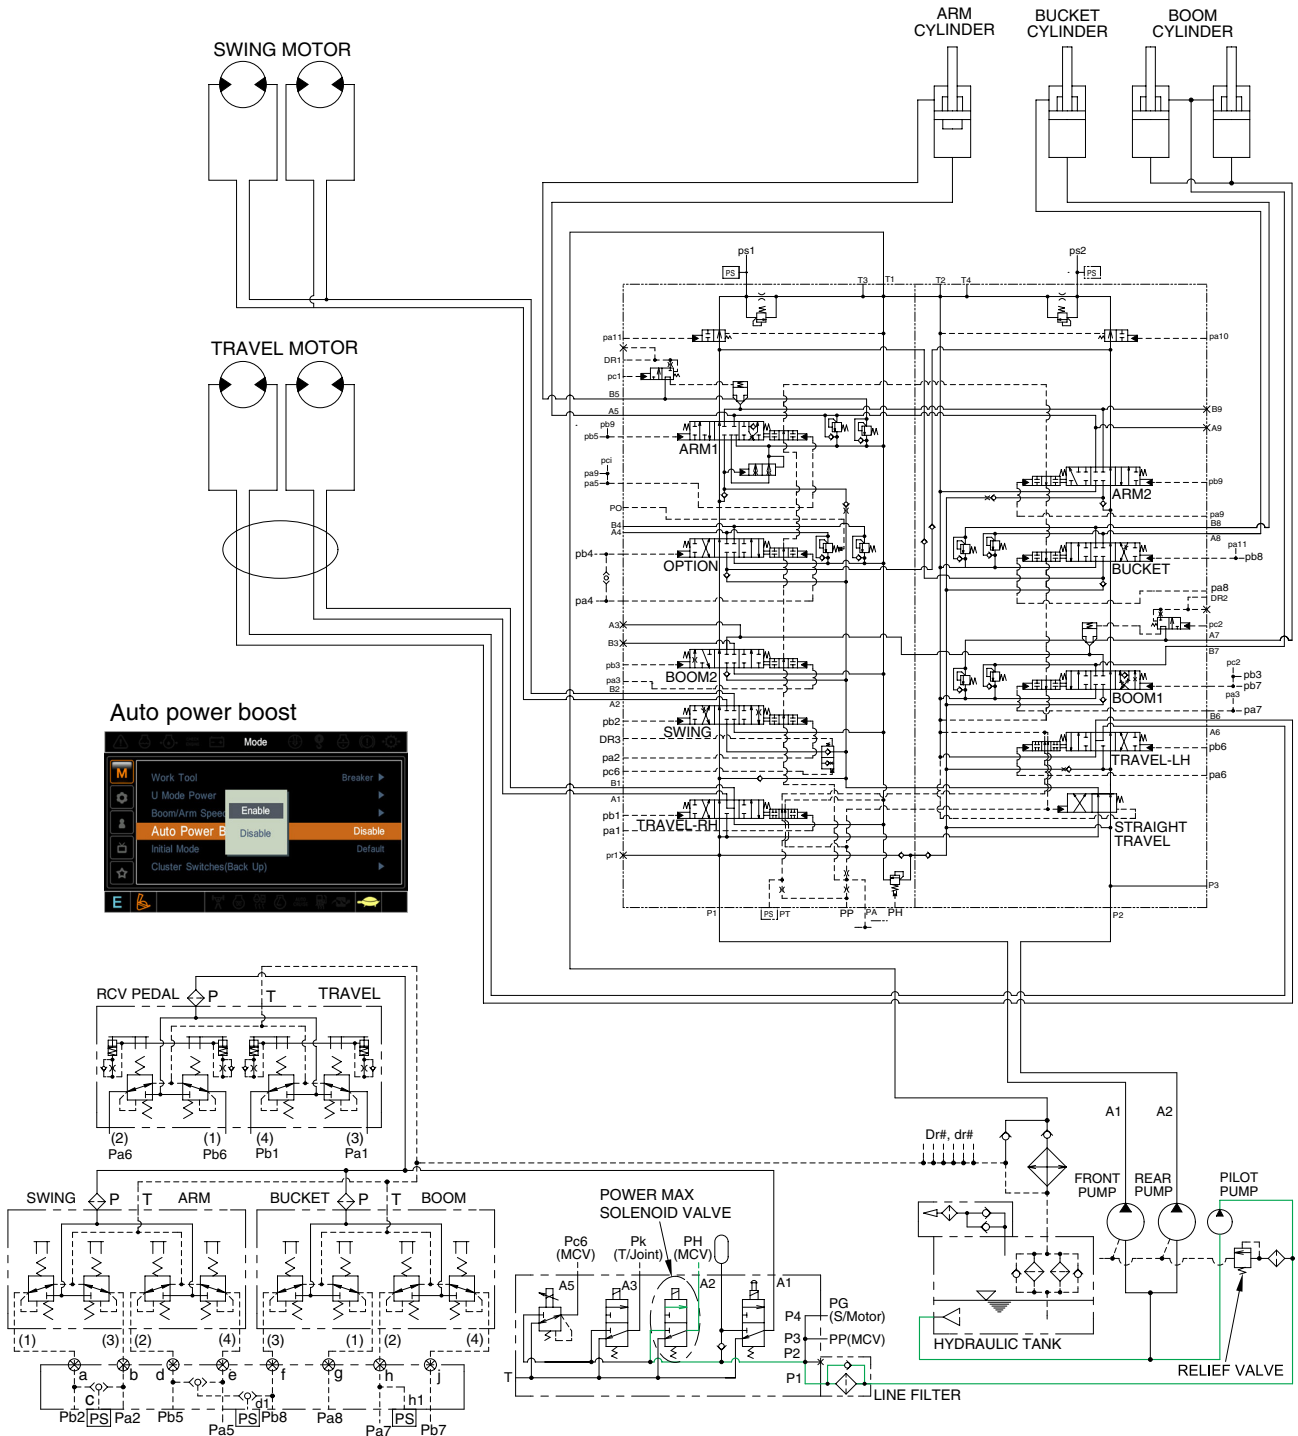 ARM
CYLINDER
BUCKET
CYLINDER
BOOM
CYLINDER
SWING MOTOR
TRAVEL MOTOR
ps1
PS
T3
T1
T2
T4
ps2
PS
pa11
DR1
pc1
B5
A5
pb9
pb5
ARM1
pci
pa9
pa5
PO
B4
A4
pb4
OPTION
pa4
A3
B3
pb3
BOOM2
pa3
B2
A2
pb2
SWING
DR3
pa2
pc6
B1
A1
pb1
TRAVEL-RH
pa1
pr1
P1
PS
PT
PP
PA
PH
P2
pa10
B9
A9
pb9
ARM2
pa9
B8
A8
pa11
pb8
BUCKET
pa8
DR2
pc2
A7
B7
pc2
pb3
pb7
BOOM1
pa3
pa7
B6
A6
pb6
TRAVEL-LH
pa6
STRAIGHT
TRAVEL
P3
Auto power boost
Mode
M
Work Tool
Breaker
U Mode Power
Boom/Arm Speed
Auto Power B
Disable
Initial Mode
Default
Cluster Switches(Back Up)
Enable
Disable
E
RCV PEDAL
P
T
TRAVEL
(2)
(1)
(4)
(3)
Pa6
Pb6
Pb1
Pa1
SWING
P
T
ARM
BUCKET
P
T
BOOM
(1)
(3)
(2)
(4)
(3)
(1)
(2)
(4)
a
b
d
e
f
g
h
j
c
d1
h1
Pb2
PS
Pa2
Pb5
Pa5
PS
Pb8
Pa8
Pa7
PS
Pb7
POWER MAX
SOLENOID VALVE
Pc6
(MCV)
Pk
(T/Joint)
PH
(MCV)
A5
A3
A2
A1
T
P4
PG
(S/Motor)
P3
PP(MCV)
P2
P1
LINE FILTER
Dr#, dr#
A1
A2
FRONT
PUMP
REAR
PUMP
PILOT
PUMP
HYDRAULIC TANK
RELIEF VALVE